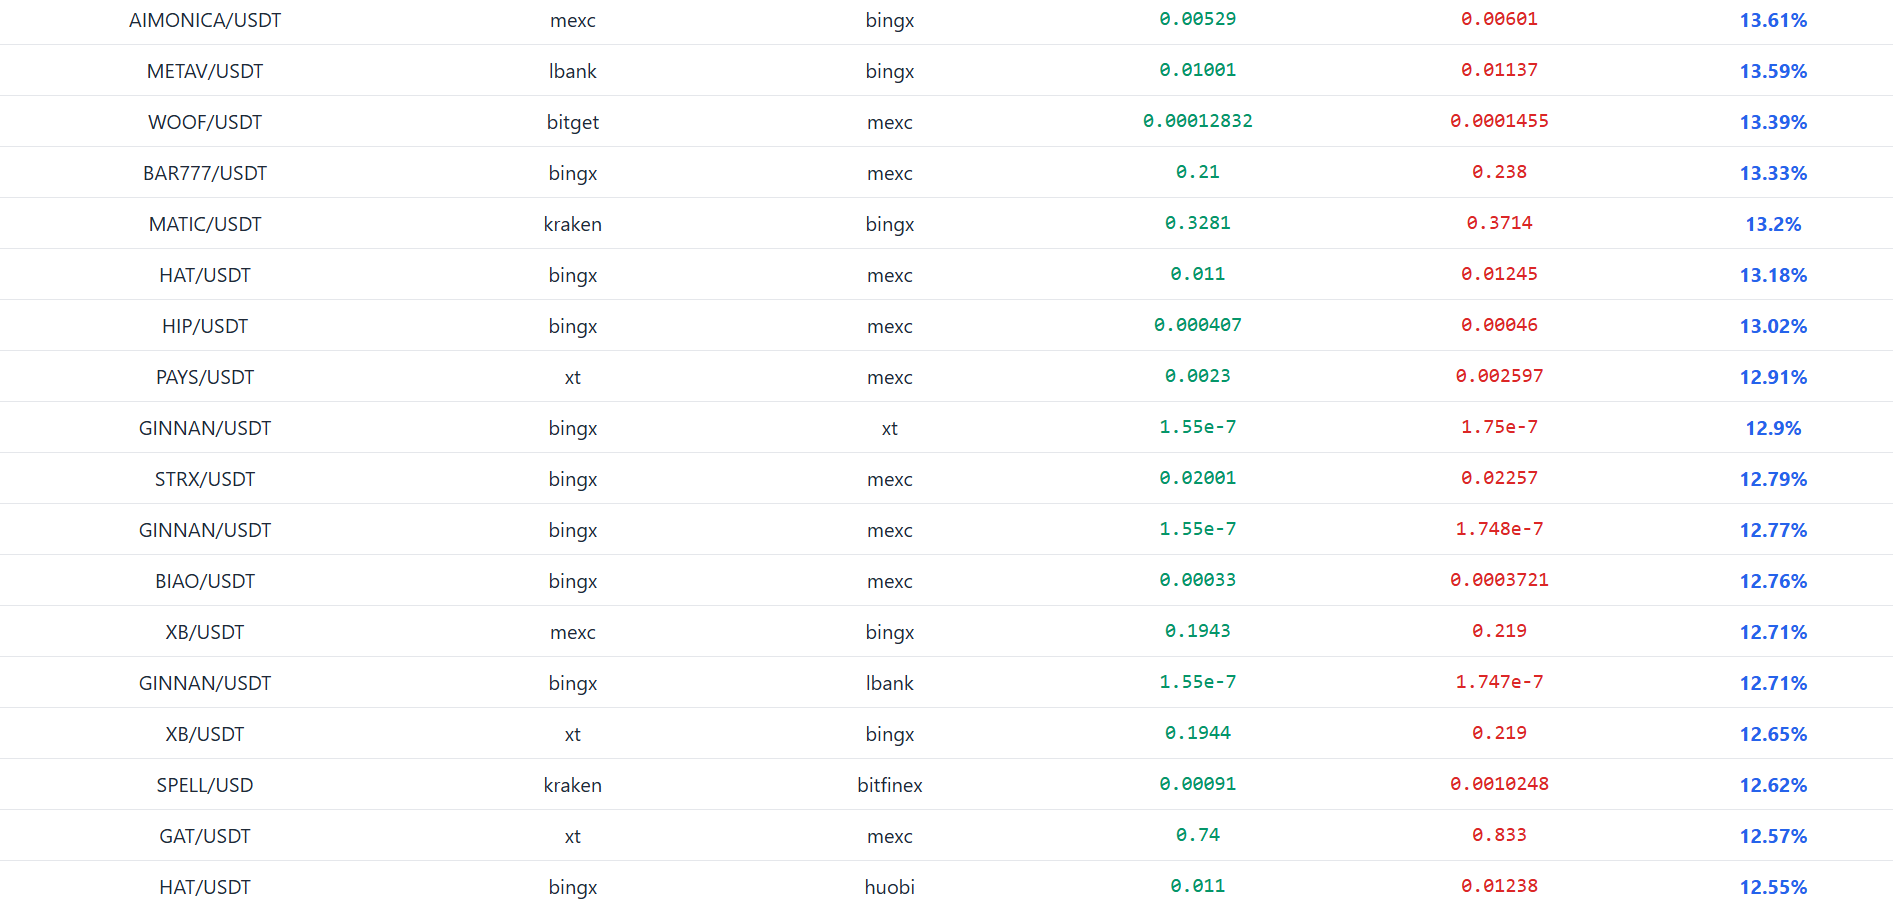 AIMONICA/USDT mexc bingx 0.00529 0.00601 13.61%
METAV/USDT lbank bingx 0.01001 0.01137 13.59%
WOOF/USDT bitget mexc 0.00012832 0.0001455 13.39%
BAR777/USDT bingx mexc 0.21 0.238 13.33%
MATIC/USDT kraken bingx 0.3281 0.3714 13.2%
HAT/USDT bingx mexc 0.011 0.01245 13.18%
HIP/USDT bingx mexc 0.000407 0.00046 13.02%
PAYS/USDT xt mexc 0.0023 0.002597 12.91%
GINNAN/USDT bingx xt 1.55e-7 1.75e-7 12.9%
STRX/USDT bingx mexc 0.02001 0.02257 12.79%
GINNAN/USDT bingx mexc 1.55e-7 1.748e-7 12.77%
BIAO/USDT bingx mexc 0.00033 0.0003721 12.76%
XB/USDT mexc bingx 0.1943 0.219 12.71%
GINNAN/USDT bingx lbank 1.55e-7 1.747e-7 12.71%
XB/USDT xt bingx 0.1944 0.219 12.65%
SPELL/USD kraken bitfinex 0.00091 0.0010248 12.62%
GAT/USDT xt mexc 0.74 0.833 12.57%
HAT/USDT bingx huobi 0.011 0.01238 12.55%